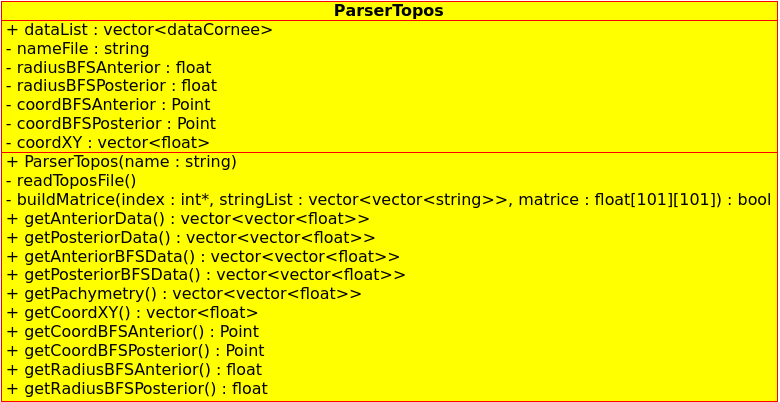 ParserTopos
+ dataList : vector<dataCornee>
- nameFile : string
- radiusBFSAnterior : float
- radiusBFSPosterior : float
- coordBFSAnterior : Point
- coordBFSPosterior : Point
- coordXY : vector<float>
+ ParserTopos(name : string)
- readToposFile()
- buildMatrice(index : int*, stringList : vector<vector<string>>, matrice : float[101][101]) : bool
+ getAnteriorData() : vector<vector<float>>
+ getPosteriorData() : vector<vector<float>>
+ getAnteriorBFSData() : vector<vector<float>>
+ getPosteriorBFSData() : vector<vector<float>>
+ getPachymetry() : vector<vector<float>>
+ getCoordXY() : vector<float>
+ getCoordBFSAnterior() : Point
+ getCoordBFSPosterior() : Point
+ getRadiusBFSAnterior() : float
+ getRadiusBFSPosterior() : float